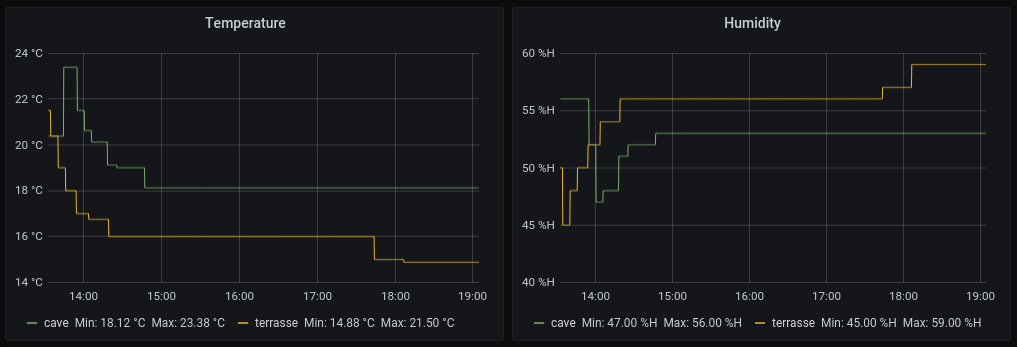 Temperature
24 °C
22 °C
20 °C
18 °C
16 °C
14 °C
14:00 15:00 16:00 17:00 18:00 19:00
cave Min: 18.12 °C Max: 23.38 °C terrasse Min: 14.88 °C Max: 21.50 °C
Humidity
60 %H
55 %H
50 %H
45 %H
40 %H
14:00 15:00 16:00 17:00 18:00 19:00
cave Min: 47.00 %H Max: 56.00 %H terrasse Min: 45.00 %H Max: 59.00 %H